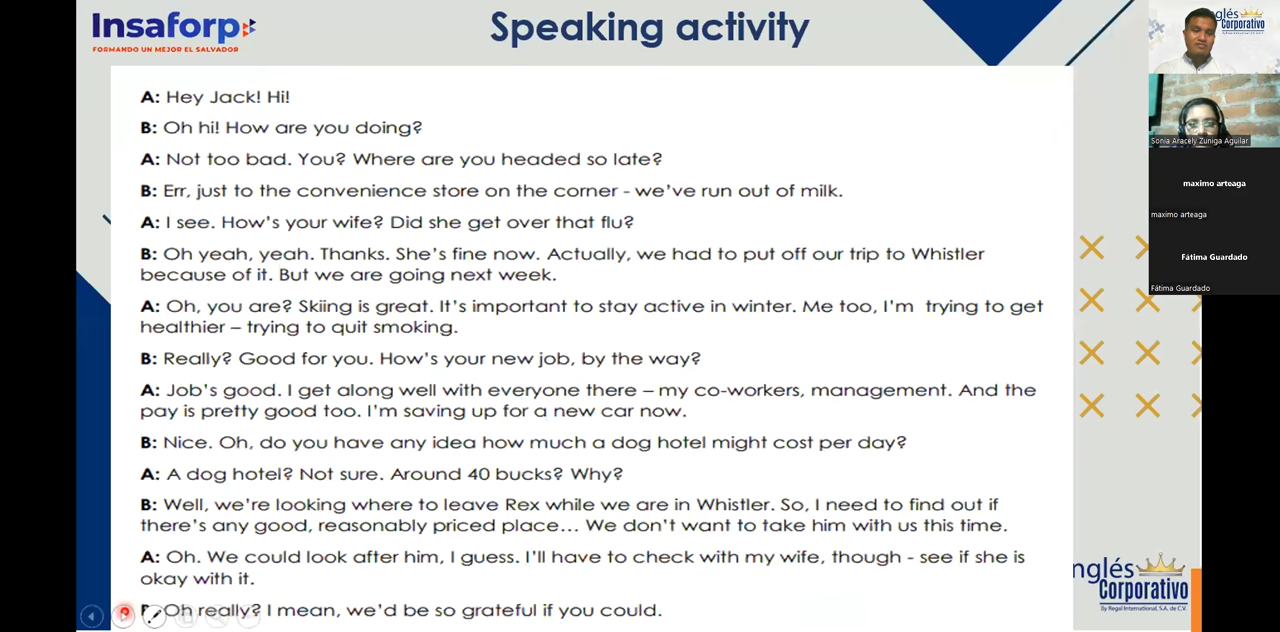 Insaforp
FORMANDO UN MEJOR EL SALVADOR
Speaking activity
A: Hey Jack! Hi!
B: Oh hi! How are you doing?
A: Not too bad. You? Where are you headed so late?
B: Err, just to the convenience store on the corner - we've run out of milk.
A: I see. How's your wife? Did she get over that flu?
B: Oh yeah, yeah. Thanks. She's fine now. Actually, we had to put off our trip to Whistler
because of it. But we are going next week.
A: Oh, you are? Skiing is great. It's important to stay active in winter. Me too, I'm trying to get
healthier – trying to quit smoking.
B: Really? Good for you. How's your new job, by the way?
A: Job's good. I get along well with everyone there – my co-workers, management. And the
pay is pretty good too. I'm saving up for a new car now.
B: Nice. Oh, do you have any idea how much a dog hotel might cost per day?
A: A dog hotel? Not sure. Around 40 bucks? Why?
B: Well, we're looking where to leave Rex while we are in Whistler. So, I need to find out if
there's any good, reasonably priced place... We don't want to take him with us this time.
A: Oh. We could look after him, I guess. I'll have to check with my wife, though - see if she is
okay with it.
Oh really? I mean, we'd be so grateful if you could.
nglés
Corporativo
By Regal International, S.A. de C.V.
glés
Corporativo
Sonia Aracely Zuniga Aguilar
maximo arteaga
maximo arteaga
Fátima Guardado
Fátima Guardado